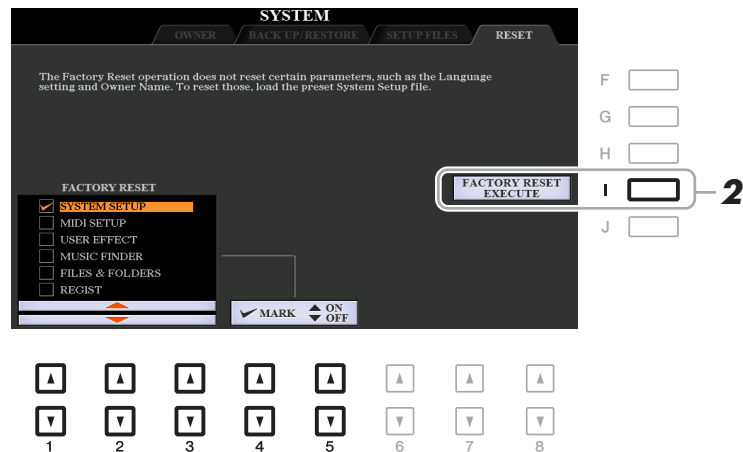 SYSTEM
OWNER BACK UP/RESTORE SETUP FILES RESET
The Factory Reset operation does not reset certain parameters, such as the Language
setting and Owner Name. To reset those, load the preset System Setup file.
F
G
H
FACTORY RESET
EXECUTE
I
2
J
FACTORY RESET
SYSTEM SETUP
MIDI SETUP
USER EFFECT
MUSIC FINDER
FILES & FOLDERS
REGIST
MARK
ON
OFF
1 2 3 4 5 6 7 8